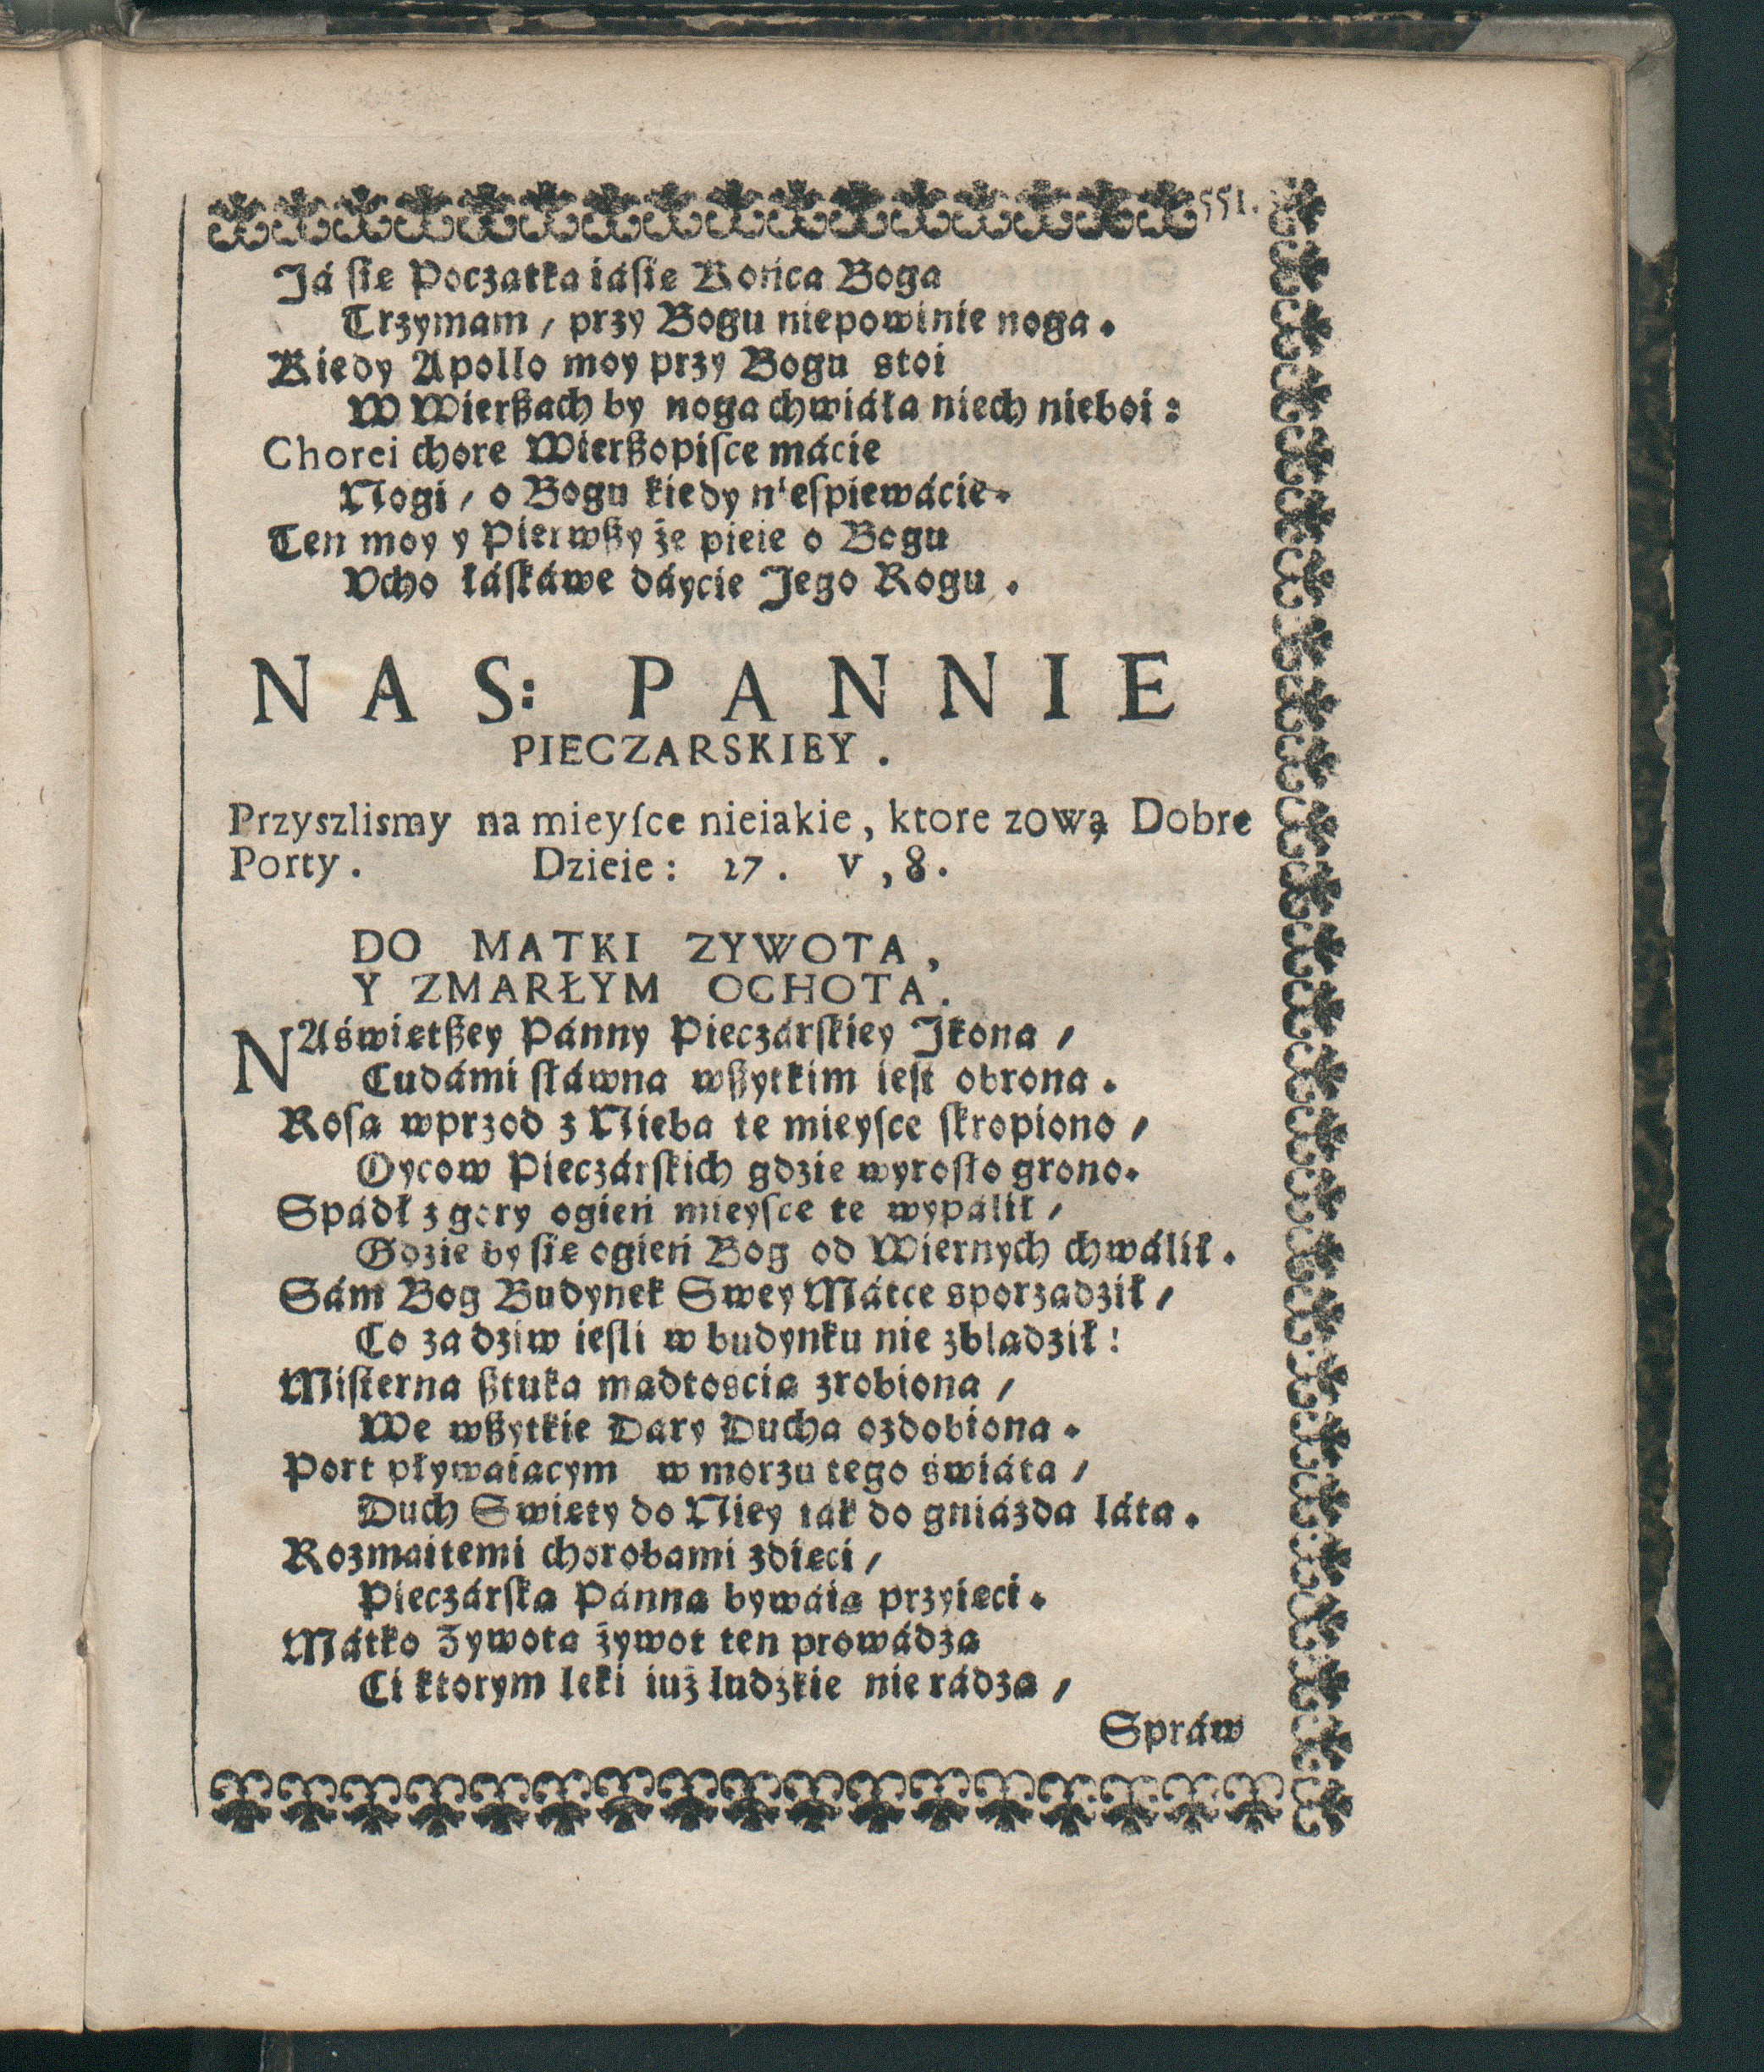 551.
Já ſię Początka iáſię Końca Boga
Trzymam / przy Bogu niepowinie noga.
Kiedy Apollo moy przy Bogu stoi
W Wierßach by noga chwiáła niech nieboi:
Chorei chore Wierßopiſce mácie
Nogi / o Bogu kiedy nieſpiewácie.
Ten moy y Pierwßy że pieie o Bogu
Vcho łáſkáwe dáycie Jego Rogu.
NAS: PANNIE
PIECZARSKIEY.
Przyszlismy na mieyſce nieiakie, ktore zową Dobre
Porty. Dzieie: 27. v, 8.
DO MATKI ZYWOTA,
Y ZMARŁYM OCHOTA.
NAświętßey Pánny Pieczárſkiey Jkona /
Cudámi ſłáwna wßytkim ieſt obrona.
Roſa wprzod z Nieba te mieyſce ſkropiono /
Oycow Pieczárſkich gdzie wyroſło grono.
Spádł z gory ogień mieyſce te wypálił /
Gdzie by ſię ogień Bog od Wiernych chwálił.
Sám Bog Budynek Swey Mátce sporządził /
Co za dziw ieſli w budynku nie zbłądził!
Miſterna ßtuka mądtoscią zrobiona /
We wßytkie Dary Ducha ozdobiona.
Port pływaiącym w morzu tego świáta /
Duch Swięty do Niey iák do gniázda láta.
Rozmaitemi chorobami zdięci /
Pieczárſka Pánna bywáią przyięci.
Mátko Zywota żywot ten prowádzą
Ci ktorym leki iuż ludżkie nie rádzą /
Spráw